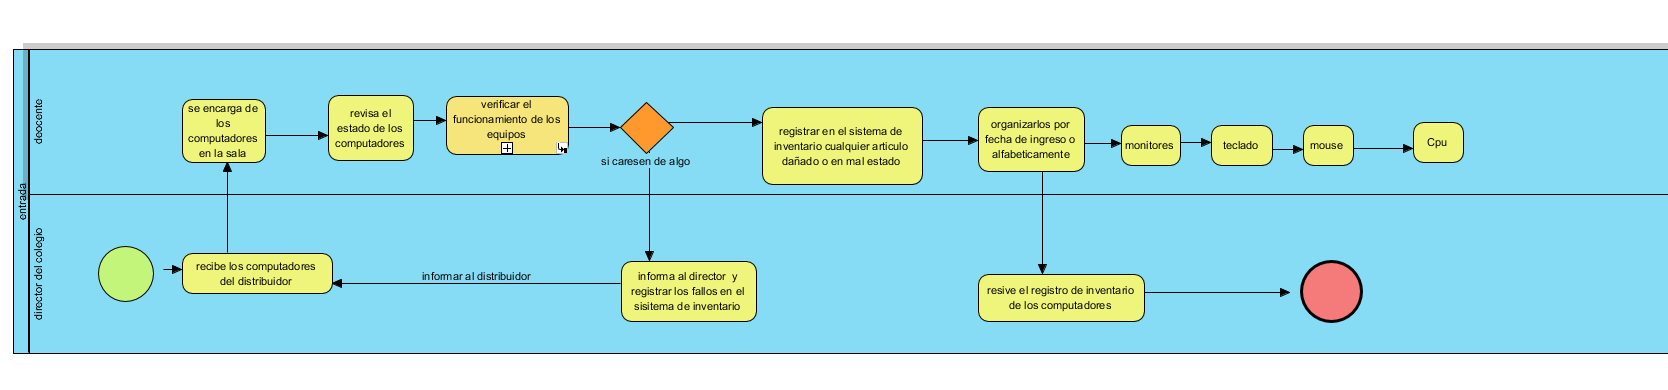 entrada
deocente
se encarga de
los
computadores
en la sala
revisa el
estado de los
computadores
verificar el
funcionamiento de los
equipos
si caresen de algo
registrar en el sistema de
inventario cualquier articulo
dañado o en mal estado
organizarlos por
fecha de ingreso o
alfabeticamente
monitores
teclado
mouse
Cpu
director del colegio
recibe los computadores
del distribuidor
informar al distribuidor
informa al director y
registrar los fallos en el
sisitema de inventario
resive el registro de inventario
de los computadores